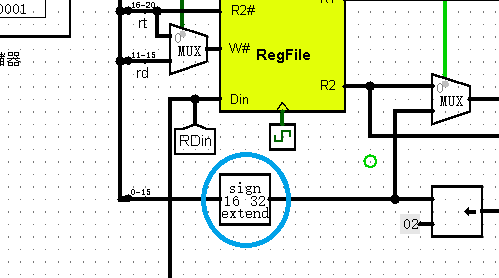 0001
16-20
R2#
rt
0
MUX
W#
RegFile
11-15
rd
器
R2
0
MUX
Din
RDin
0-15
sign
16 32
extend
02